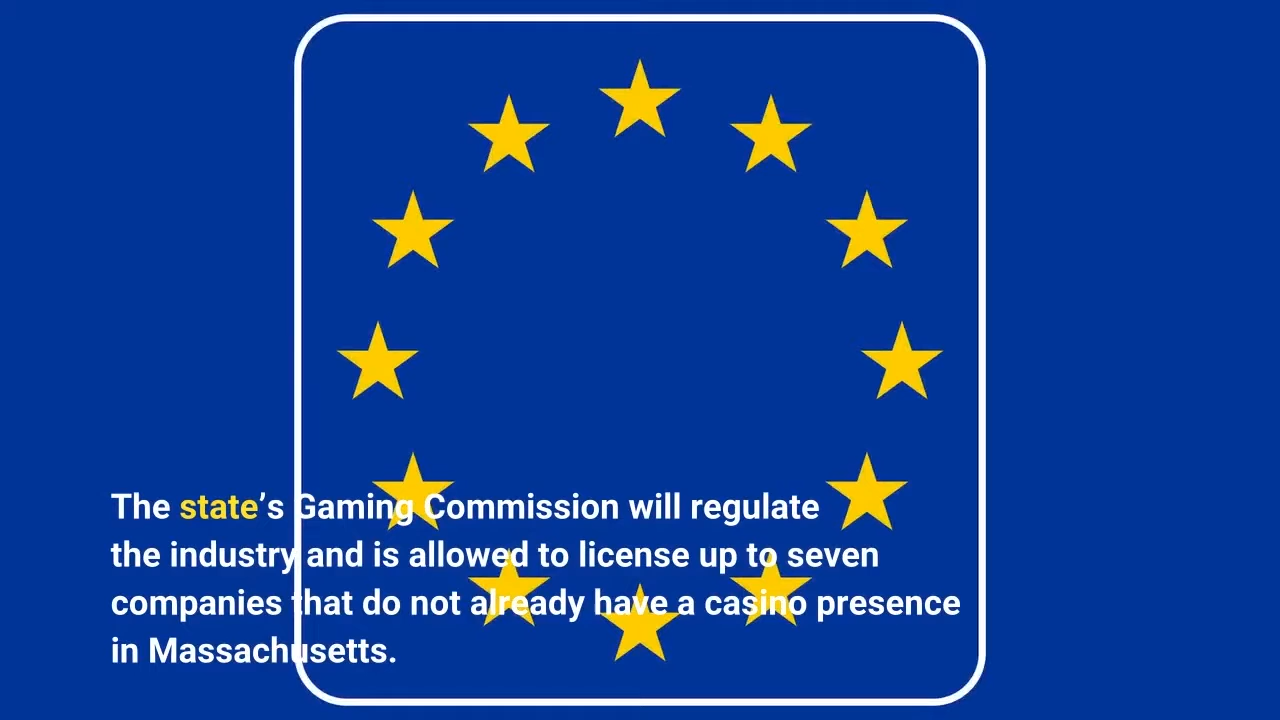 The state’s Gaming Commission will regulate
the industry and is allowed to license up to seven
companies that do not already have a casino presence
in Massachusetts.